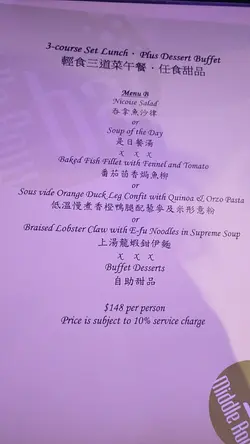 3-course Set Lunch · Plus Dessert Buffet
輕食三道菜午餐 · 任食甜品
Menu B
Nicoise Salad
吞拿魚沙律
or
Soup of the Day
是日餐湯
x x x
Baked Fish Fillet with Fennel and Tomato
番茄茴香焗魚柳
or
Sous vide Orange Duck Leg Confit with Quinoa & Orzo Pasta
低溫慢煮香橙鴨腿配藜麥及米形意粉
or
Braised Lobster Claw with E-fu Noodles in Supreme Soup
上湯龍蝦鉗伊麵
x x x
Buffet Desserts
自助甜品
$148 per person
Price is subject to 10% service charge
Middle